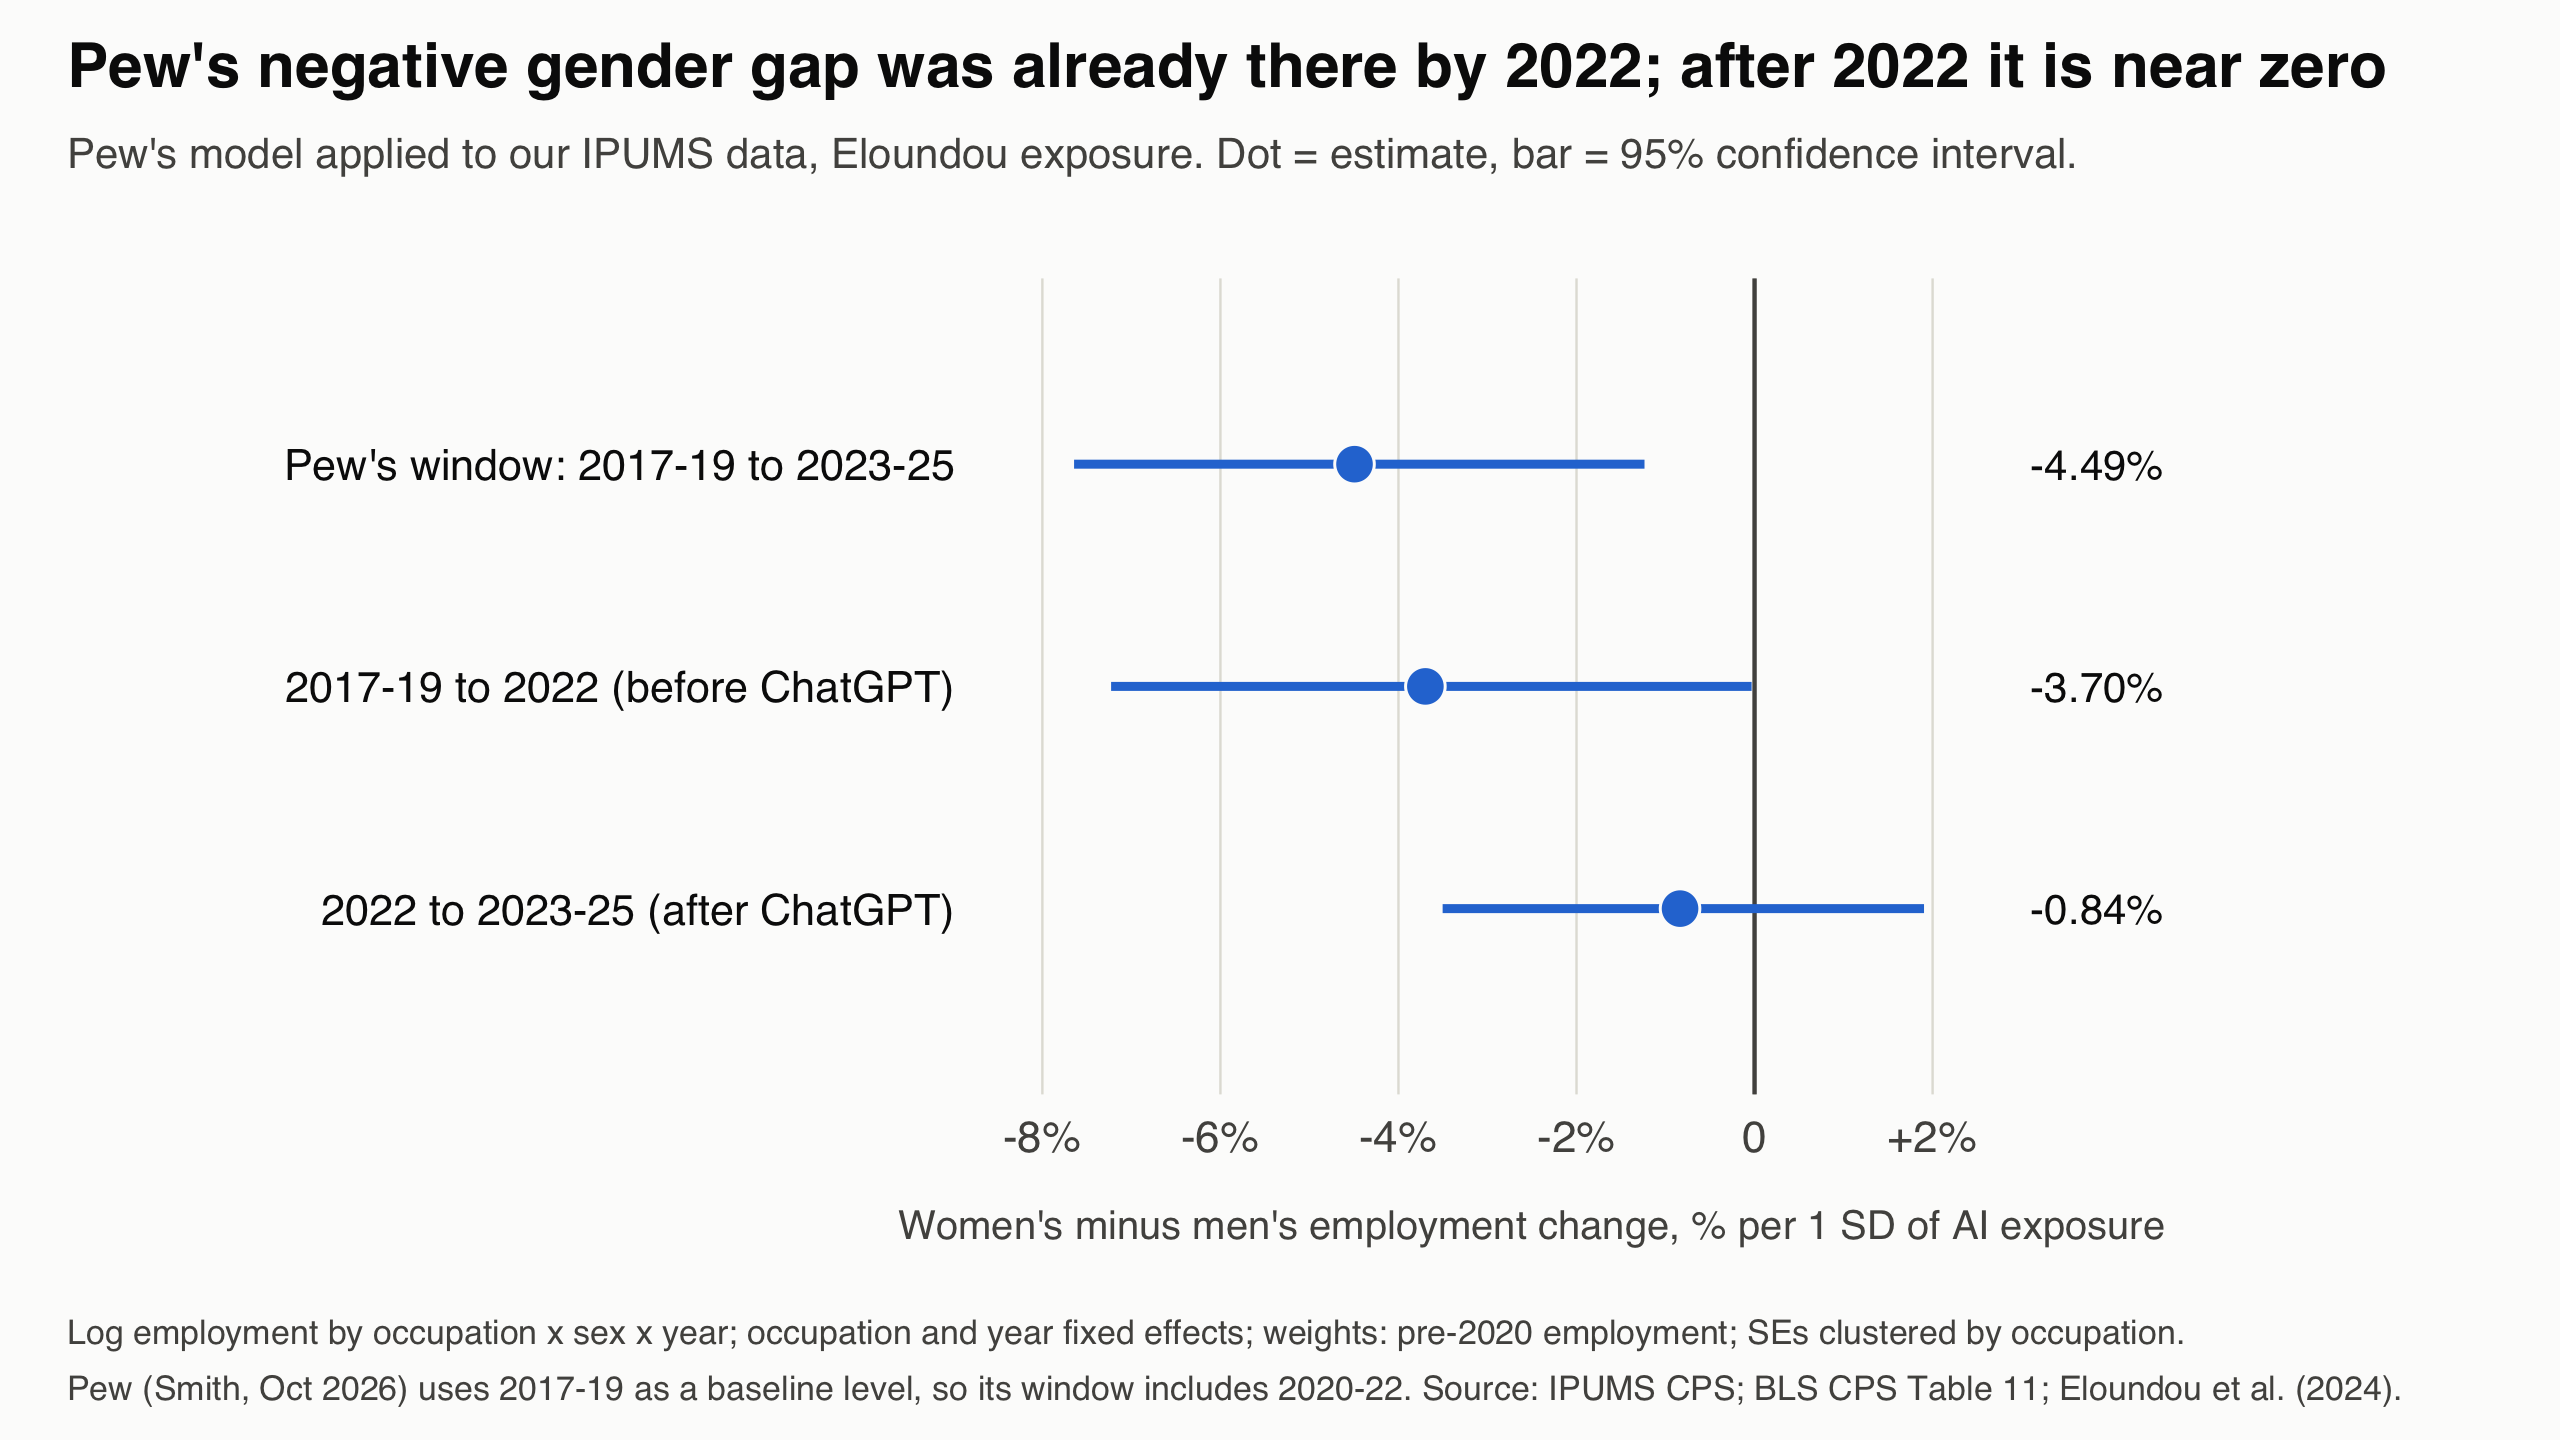 Pew's negative gender gap was already there by 2022; after 2022 it is near zero
Pew's model applied to our IPUMS data, Eloundou exposure. Dot = estimate, bar = 95% confidence interval.
Pew's window: 2017-19 to 2023-25
-4.49%
2017-19 to 2022 (before ChatGPT)
-3.70%
2022 to 2023-25 (after ChatGPT)
-0.84%
-8%
-6%
-4%
-2%
0
+2%
Women's minus men's employment change, % per 1 SD of AI exposure
Log employment by occupation x sex x year; occupation and year fixed effects; weights: pre-2020 employment; SEs clustered by occupation.
Pew (Smith, Oct 2026) uses 2017-19 as a baseline level, so its window includes 2020-22. Source: IPUMS CPS; BLS CPS Table 11; Eloundou et al. (2024).